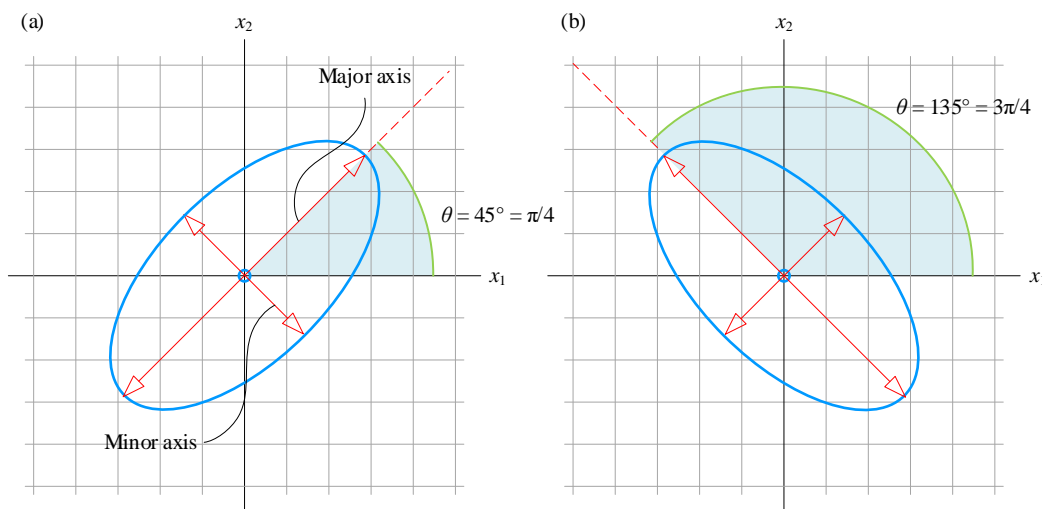 (a)
x2
Major axis
θ = 45° = π/4
x1
Minor axis
(b)
x2
θ = 135° = 3π/4
x